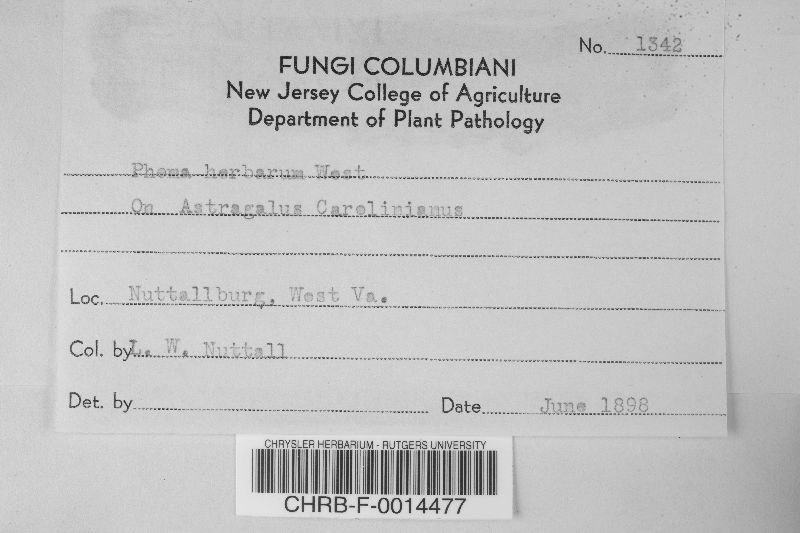 No. 1342
FUNGI COLUMBIANI
New Jersey College of Agriculture
Department of Plant Pathology
Phoma herbarum West
On Astragalus Carolinianus
Loc. Nuttallburg, West Va.
Col. by L. W. Nuttall
Det. by
Date June 1898
CHRYSLER HERBARIUM - RUTGERS UNIVERSITY
CHRB-F-0014477